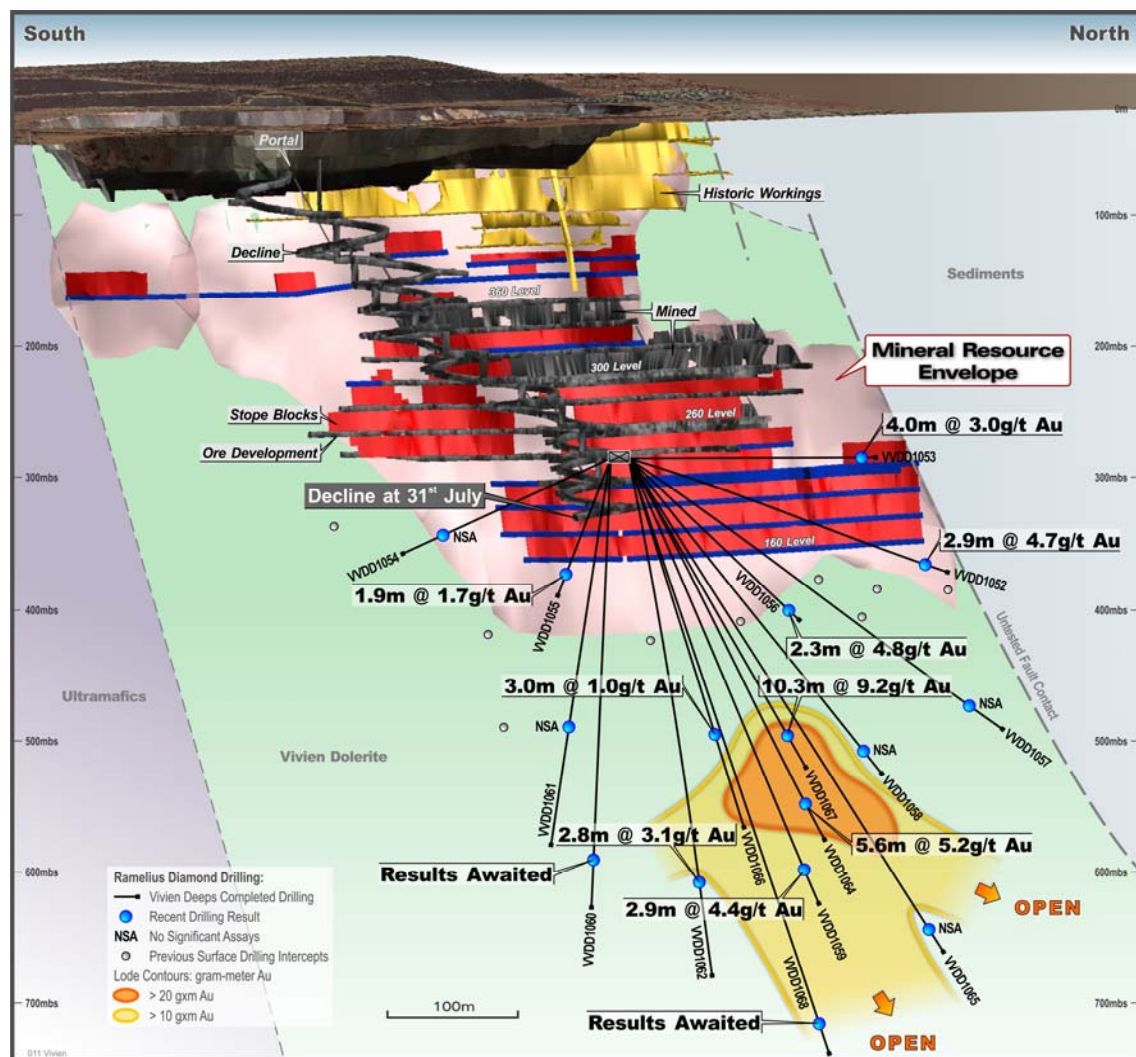 South
North
0m
Portal
Historic Workings
100mbs
Decline
Sediments
360 Level
Mined
200mbs
200mbs
Mineral Resource
Envelope
300 Level
Stope Blocks
260 Level
4.0m @ 3.0g/t Au
Ore Development
VVDD1053
300mbs
300mbs
Decline at 31st July
NSA
160 Level
2.9m @ 4.7g/t Au
VVDD1054
VVDD1052
1.9m @ 1.7g/t Au
VVDD1055
VVDD1056
400mbs
400mbs
2.3m @ 4.8g/t Au
Untested Fault Contact
Ultramafics
3.0m @ 1.0g/t Au
10.3m @ 9.2g/t Au
NSA
NSA
500mbs
500mbs
Vivien Dolerite
NSA
VVDD1057
VVDD1061
VVDD1067
VVDD1058
2.8m @ 3.1g/t Au
5.6m @ 5.2g/t Au
Results Awaited
VVDD1066
VVDD1064
600mbs
600mbs
Ramelius Diamond Drilling:
Vivien Deeps Completed Drilling
Recent Drilling Result
NSA No Significant Assays
Previous Surface Drilling Intercepts
Lode Contours: gram-meter Au
> 20 gxm Au
> 10 gxm Au
2.9m @ 4.4g/t Au
OPEN
VVDD1060
VVDD1062
VVDD1059
NSA
VVDD1068
VVDD1065
700mbs
700mbs
100m
Results Awaited
OPEN
011 Vivien